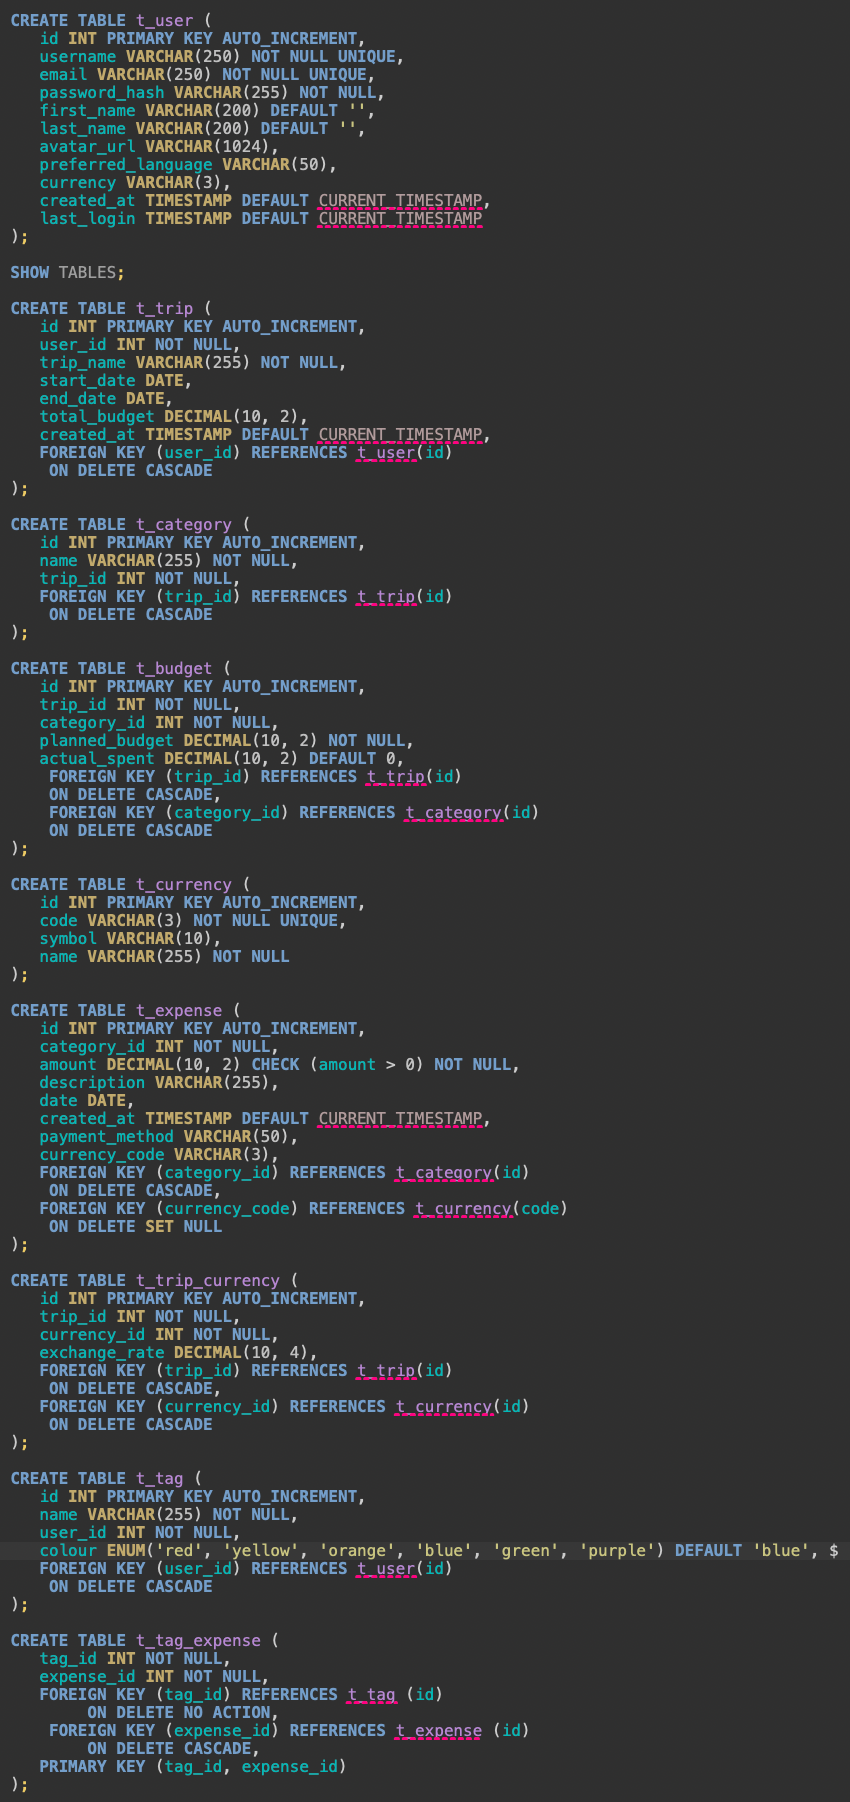 CREATE TABLE t_user (
id INT PRIMARY KEY AUTO_INCREMENT,
username VARCHAR(250) NOT NULL UNIQUE,
email VARCHAR(250) NOT NULL UNIQUE,
password_hash VARCHAR(255) NOT NULL,
first_name VARCHAR(200) DEFAULT '',
last_name VARCHAR(200) DEFAULT '',
avatar_url VARCHAR(1024),
preferred_language VARCHAR(50),
currency VARCHAR(3),
created_at TIMESTAMP DEFAULT CURRENT_TIMESTAMP,
last_login TIMESTAMP DEFAULT CURRENT_TIMESTAMP
);
SHOW TABLES;
CREATE TABLE t_trip (
id INT PRIMARY KEY AUTO_INCREMENT,
user_id INT NOT NULL,
trip_name VARCHAR(255) NOT NULL,
start_date DATE,
end_date DATE,
total_budget DECIMAL(10, 2),
created_at TIMESTAMP DEFAULT CURRENT_TIMESTAMP,
FOREIGN KEY (user_id) REFERENCES t_user(id)
ON DELETE CASCADE
);
CREATE TABLE t_category (
id INT PRIMARY KEY AUTO_INCREMENT,
name VARCHAR(255) NOT NULL,
trip_id INT NOT NULL,
FOREIGN KEY (trip_id) REFERENCES t_trip(id)
ON DELETE CASCADE
);
CREATE TABLE t_budget (
id INT PRIMARY KEY AUTO_INCREMENT,
trip_id INT NOT NULL,
category_id INT NOT NULL,
planned_budget DECIMAL(10, 2) NOT NULL,
actual_spent DECIMAL(10, 2) DEFAULT 0,
FOREIGN KEY (trip_id) REFERENCES t_trip(id)
ON DELETE CASCADE,
FOREIGN KEY (category_id) REFERENCES t_category(id)
ON DELETE CASCADE
);
CREATE TABLE t_currency (
id INT PRIMARY KEY AUTO_INCREMENT,
code VARCHAR(3) NOT NULL UNIQUE,
symbol VARCHAR(10),
name VARCHAR(255) NOT NULL
);
CREATE TABLE t_expense (
id INT PRIMARY KEY AUTO_INCREMENT,
category_id INT NOT NULL,
amount DECIMAL(10, 2) CHECK (amount > 0) NOT NULL,
description VARCHAR(255),
date DATE,
created_at TIMESTAMP DEFAULT CURRENT_TIMESTAMP,
payment_method VARCHAR(50),
currency_code VARCHAR(3),
FOREIGN KEY (category_id) REFERENCES t_category(id)
ON DELETE CASCADE,
FOREIGN KEY (currency_code) REFERENCES t_currency(code)
ON DELETE SET NULL
);
CREATE TABLE t_trip_currency (
id INT PRIMARY KEY AUTO_INCREMENT,
trip_id INT NOT NULL,
currency_id INT NOT NULL,
exchange_rate DECIMAL(10, 4),
FOREIGN KEY (trip_id) REFERENCES t_trip(id)
ON DELETE CASCADE,
FOREIGN KEY (currency_id) REFERENCES t_currency(id)
ON DELETE CASCADE
);
CREATE TABLE t_tag (
id INT PRIMARY KEY AUTO_INCREMENT,
name VARCHAR(255) NOT NULL,
user_id INT NOT NULL,
colour ENUM('red', 'yellow', 'orange', 'blue', 'green', 'purple') DEFAULT 'blue', $
FOREIGN KEY (user_id) REFERENCES t_user(id)
ON DELETE CASCADE
);
CREATE TABLE t_tag_expense (
tag_id INT NOT NULL,
expense_id INT NOT NULL,
FOREIGN KEY (tag_id) REFERENCES t_tag (id)
ON DELETE NO ACTION,
FOREIGN KEY (expense_id) REFERENCES t_expense (id)
ON DELETE CASCADE,
PRIMARY KEY (tag_id, expense_id)
);